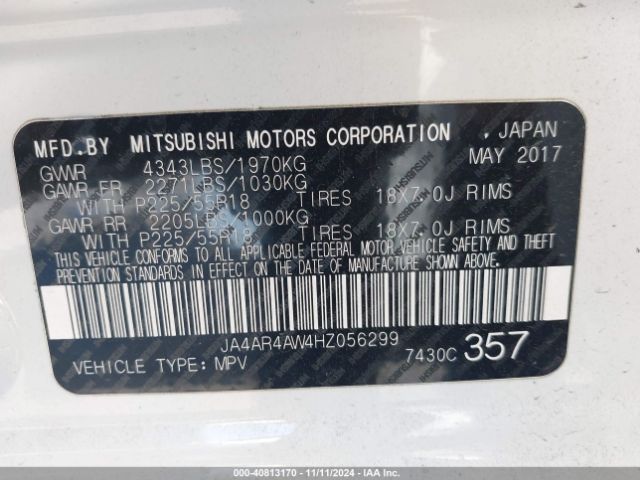 MFD.BY MITSUBISHI MOTORS CORPORATION , JAPAN
GVWR 4343LBS/1970KG MAY 2017
GAWR FR 2271LBS/1030KG
WITH P225/55R18 TIRES 18X7.0J RIMS
GAWR RR 2205LBS/1000KG
WITH P225/55R18 TIRES 18X7.0J RIMS
THIS VEHICLE CONFORMS TO ALL APPLICABLE FEDERAL MOTOR VEHICLE SAFETY AND THEFT
PREVENTION STANDARDS IN EFFECT ON THE DATE OF MANUFACTURE SHOWN ABOVE.
JA4AR4AW4HZ056299
VEHICLE TYPE: MPV 7430C 357
000-40813170 - 11/11/2024 - IAA Inc.